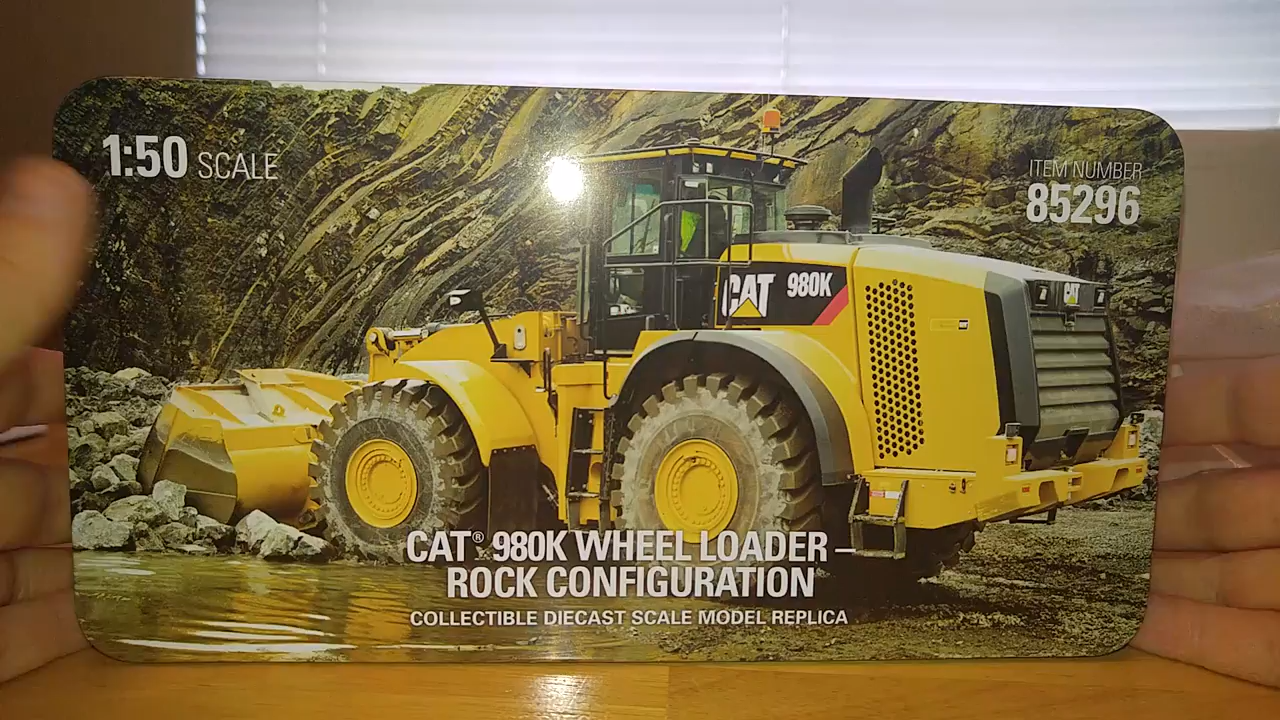 1:50 SCALE
ITEM NUMBER
85296
CAT 980K
CAT
CAT® 980K WHEEL LOADER –
ROCK CONFIGURATION
COLLECTIBLE DIECAST SCALE MODEL REPLICA